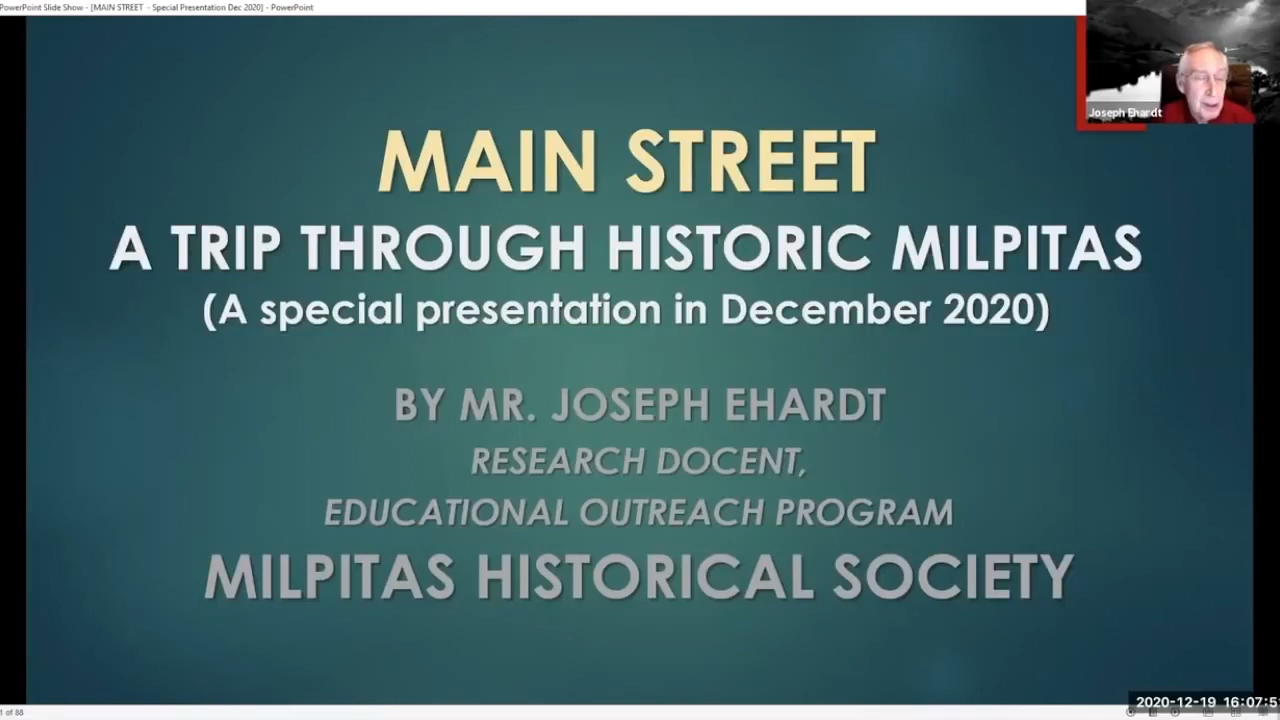 PowerPoint Slide Show - [MAIN STREET - Special Presentation Dec 2020] - PowerPoint
Joseph Ehardt
MAIN STREET
A TRIP THROUGH HISTORIC MILPITAS
(A special presentation in December 2020)
BY MR. JOSEPH EHARDT
RESEARCH DOCENT,
EDUCATIONAL OUTREACH PROGRAM
MILPITAS HISTORICAL SOCIETY
1 of 88
2020-12-19 16:07:5